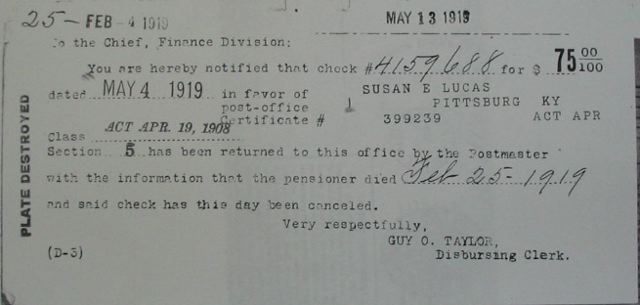 25- FEB - 4 1919 MAY 13 1919
To the Chief, Finance Division:
You are hereby notified that check #4159688 for $ 75 00/100
dated MAY 4 1919 in favor of SUSAN E LUCAS
post-office PITTSBURG KY
Certificate # 399239 ACT APR
Class ACT APR. 19, 1908
Section 5 has been returned to this office by the Postmaster
with the information that the pensioner died Feb 25-1919
and said check has this day been canceled.
Very respectfully,
GUY O. TAYLOR,
(D-3) Disbursing Clerk.
PLATE DESTROYED